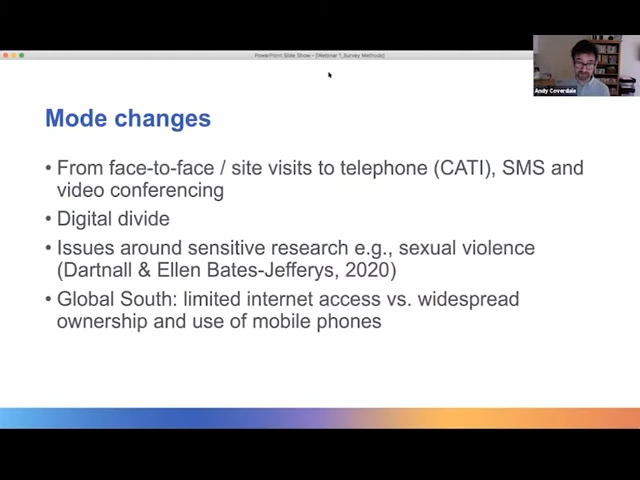 PowerPoint Slide Show - [Webinar 1_Survey Methods]
Andy Coverdale
Mode changes
• From face-to-face / site visits to telephone (CATI), SMS and
video conferencing
• Digital divide
• Issues around sensitive research e.g., sexual violence
(Dartnall & Ellen Bates-Jefferys, 2020)
• Global South: limited internet access vs. widespread
ownership and use of mobile phones